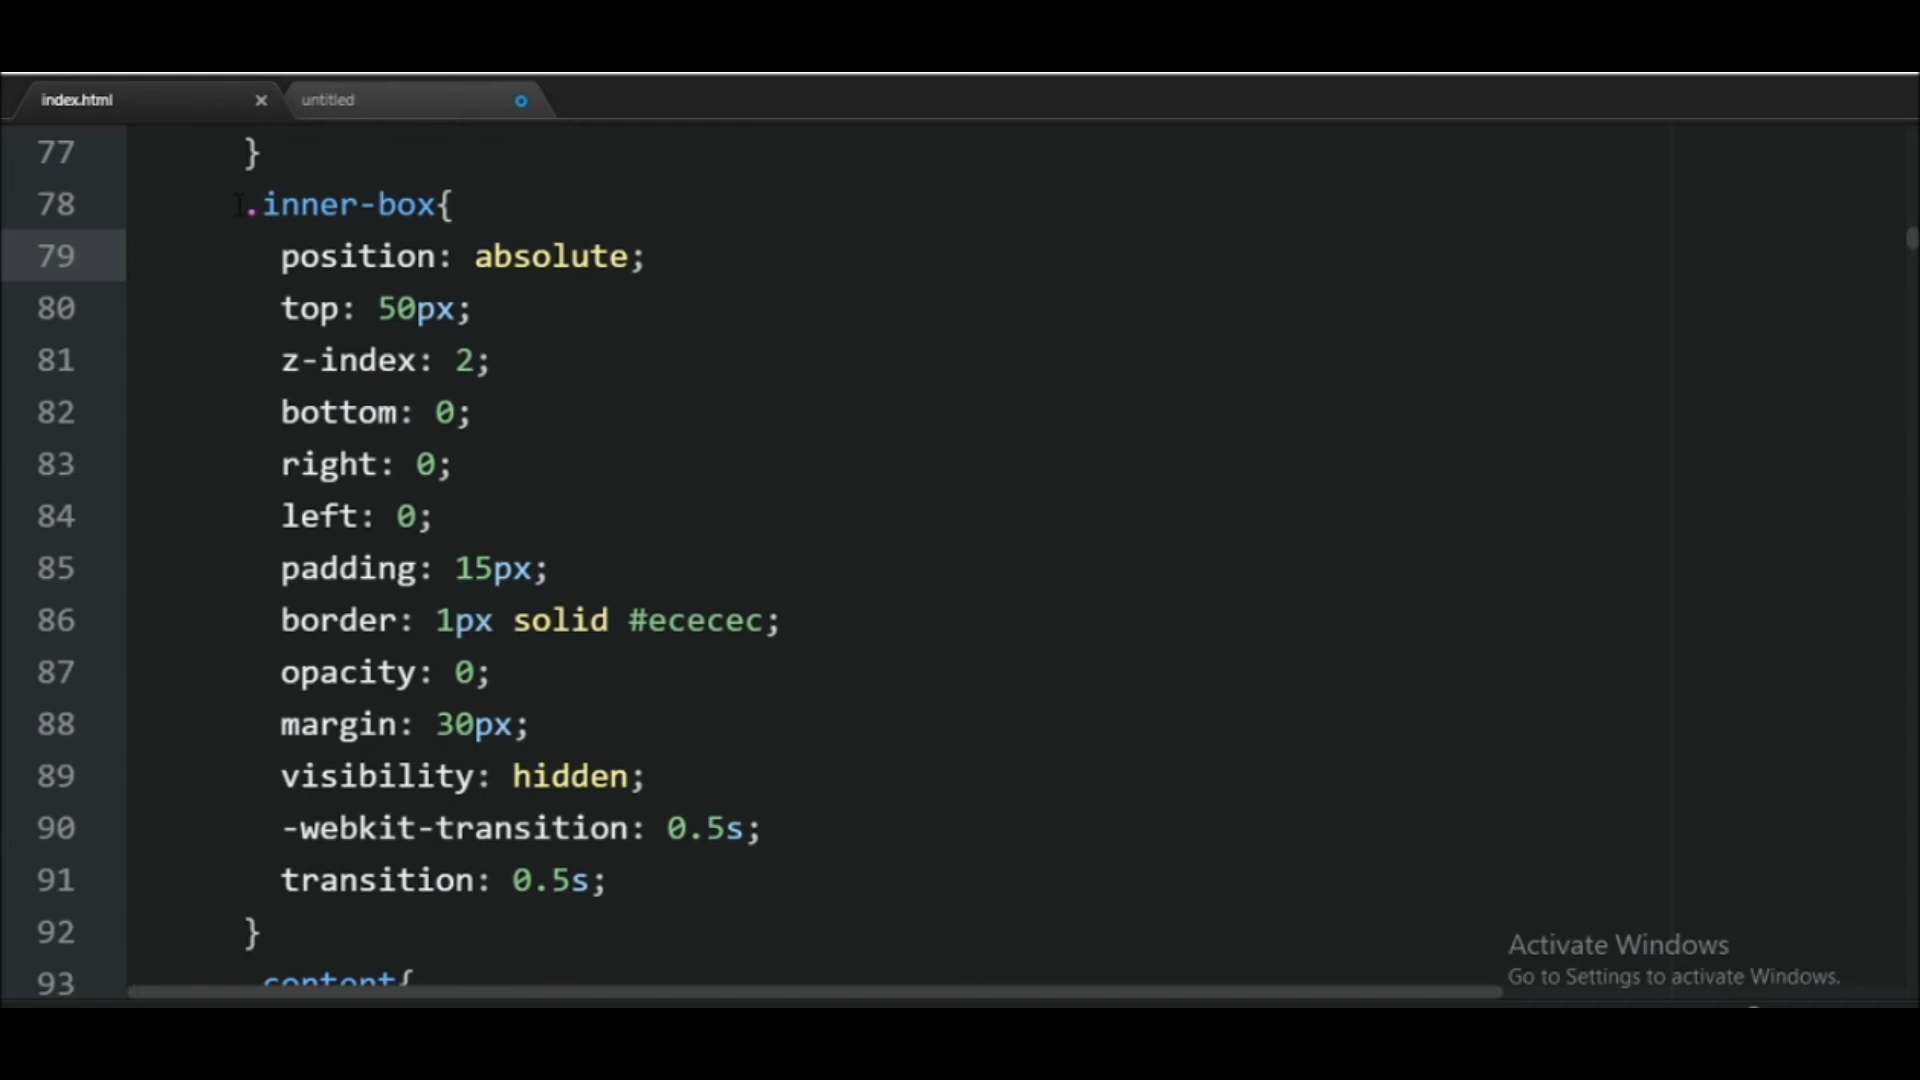 index.html × untitled
77 }
78 .inner-box{
79 position: absolute;
80 top: 50px;
81 z-index: 2;
82 bottom: 0;
83 right: 0;
84 left: 0;
85 padding: 15px;
86 border: 1px solid #ececec;
87 opacity: 0;
88 margin: 30px;
89 visibility: hidden;
90 -webkit-transition: 0.5s;
91 transition: 0.5s;
92 }
93 .content{
Activate Windows
Go to Settings to activate Windows.